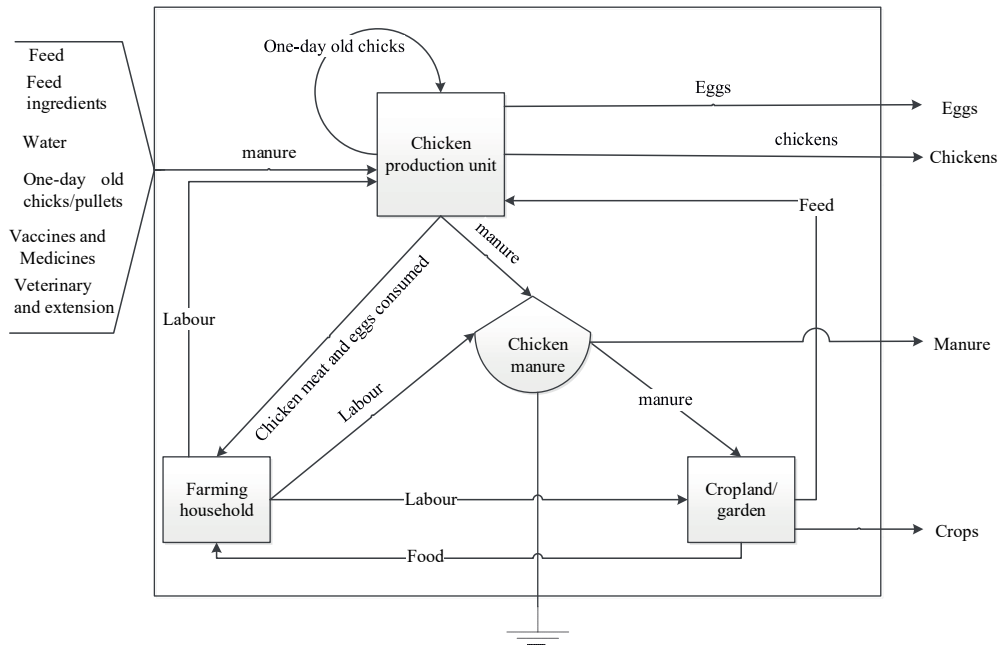 One-day old chicks
Feed
Feed
ingredients
Water
One-day old
chicks/pullets
Vaccines and
Medicines
Veterinary
and extension
manure
Chicken
production unit
Eggs
Eggs
chickens
Chickens
Feed
manure
Chicken meat and eggs consumed
Labour
Labour
Chicken
manure
Manure
manure
Farming
household
Labour
Cropland/
garden
Crops
Food